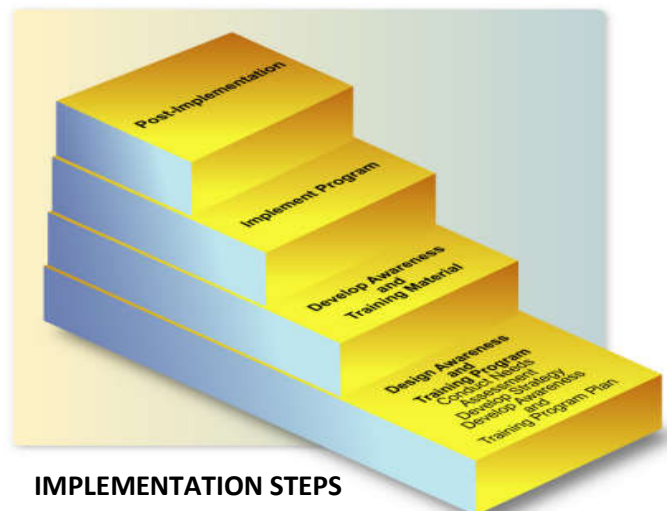 Post-Implementation
Implement Program
Develop Awareness
and
Training Material
Design Awareness
and
Training Program
Conduct Needs
Assessment
Develop Strategy
Develop Awareness
and
Training Program Plan
IMPLEMENTATION STEPS